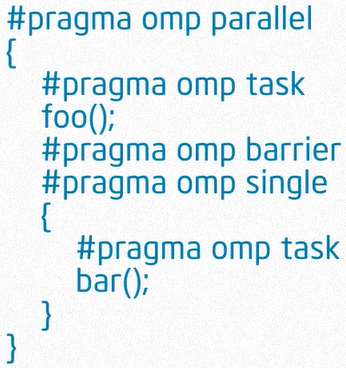 #pragma omp parallel
{
#pragma omp task
foo();
#pragma omp barrier
#pragma omp single
{
#pragma omp task
bar();
}
}